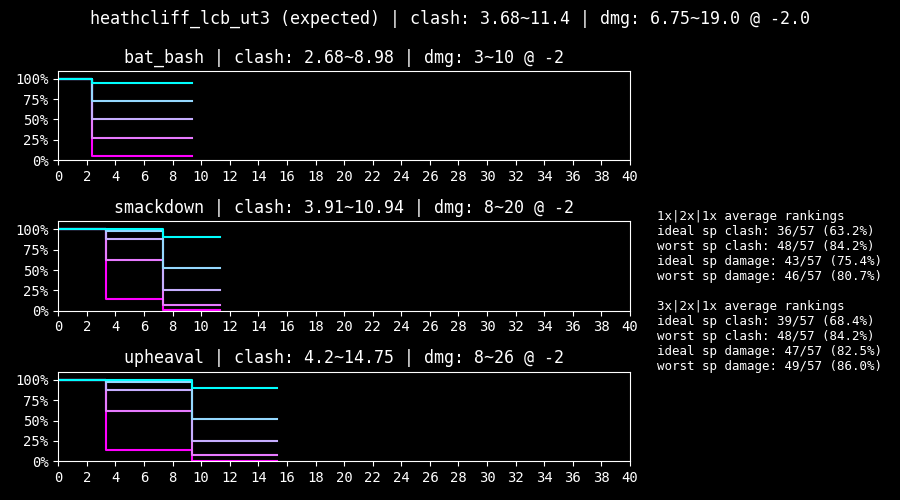 heathcliff_lcb_ut3 (expected) | clash: 3.68~11.4 | dmg: 6.75~19.0 @ -2.0
bat_bash | clash: 2.68~8.98 | dmg: 3~10 @ -2
100%
75%
50%
25%
0%
0 2 4 6 8 10 12 14 16 18 20 22 24 26 28 30 32 34 36 38 40
smackdown | clash: 3.91~10.94 | dmg: 8~20 @ -2
100%
75%
50%
25%
0%
0 2 4 6 8 10 12 14 16 18 20 22 24 26 28 30 32 34 36 38 40
upheaval | clash: 4.2~14.75 | dmg: 8~26 @ -2
100%
75%
50%
25%
0%
0 2 4 6 8 10 12 14 16 18 20 22 24 26 28 30 32 34 36 38 40
1x|2x|1x average rankings
ideal sp clash: 36/57 (63.2%)
worst sp clash: 48/57 (84.2%)
ideal sp damage: 43/57 (75.4%)
worst sp damage: 46/57 (80.7%)
3x|2x|1x average rankings
ideal sp clash: 39/57 (68.4%)
worst sp clash: 48/57 (84.2%)
ideal sp damage: 47/57 (82.5%)
worst sp damage: 49/57 (86.0%)